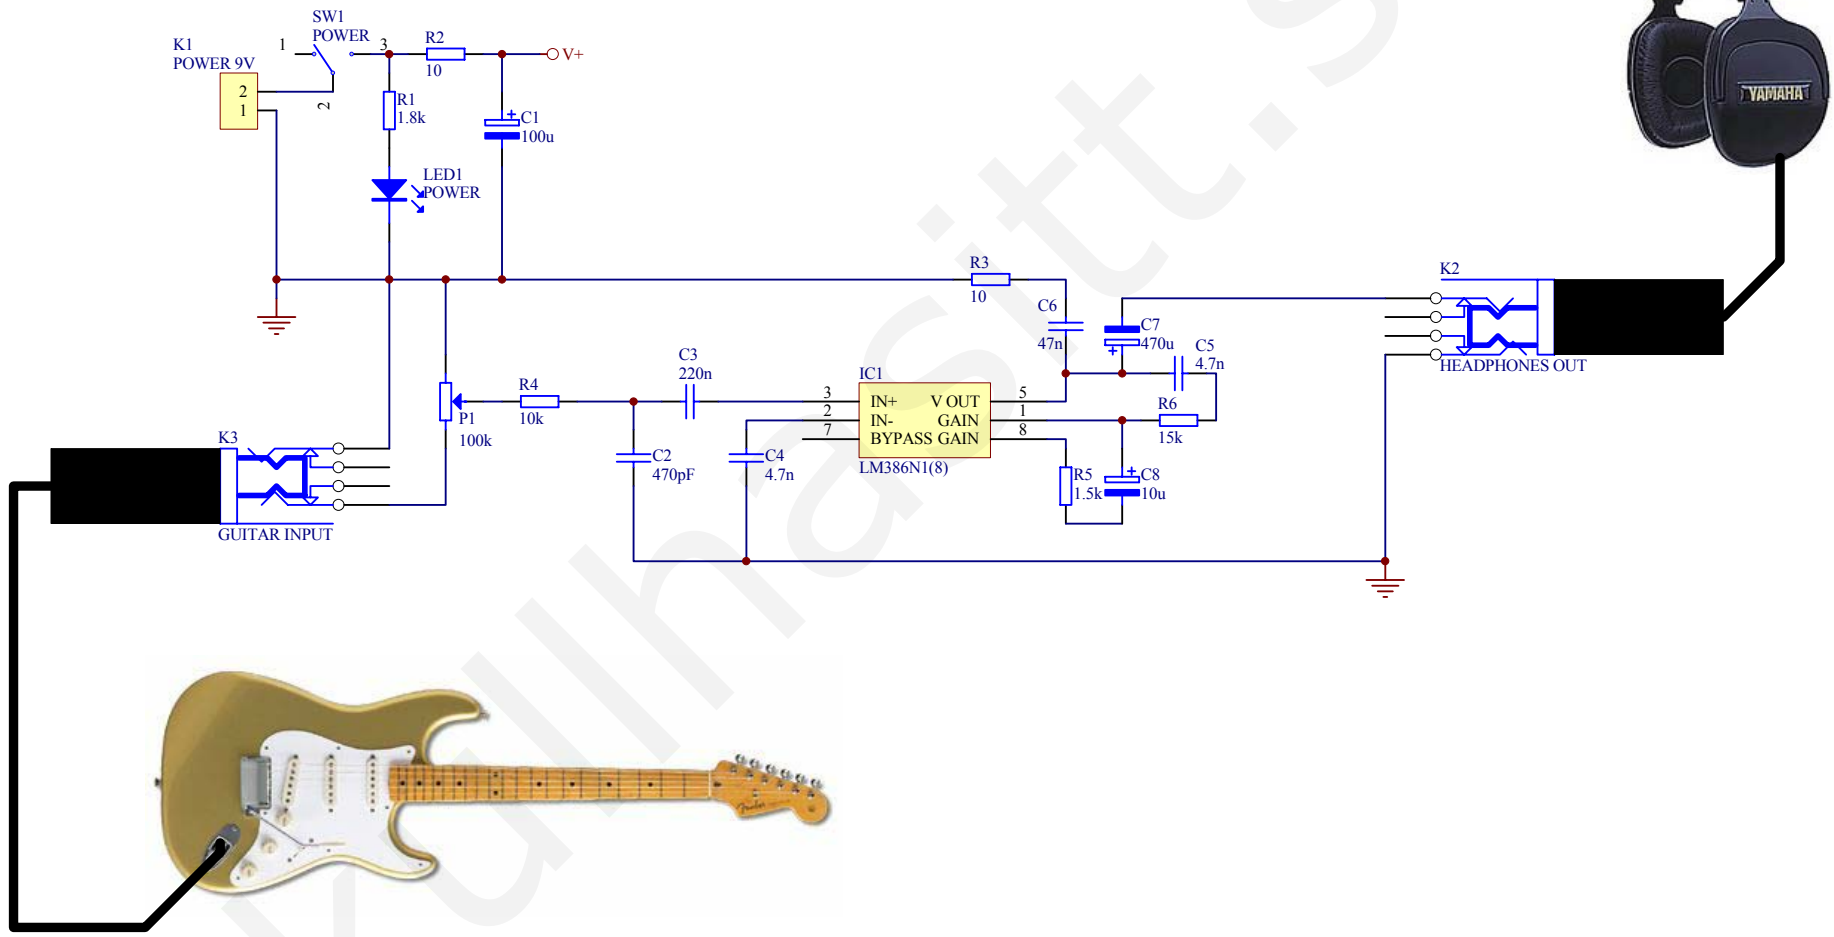 SW1
POWER
K1
POWER 9V
1
3
2
2
1
R2
10
V+
R1
1.8k
+
C1
100u
LED1
POWER
R3
10
C6
47n
C7
470u
+
C5
4.7n
K2
HEADPHONES OUT
YAMAHA
C3
220n
R4
10k
P1
100k
IC1
3 IN+ V OUT 5
2 IN- GAIN 1
7 BYPASS GAIN 8
LM386N1(8)
R6
15k
K3
GUITAR INPUT
C2
470pF
C4
4.7n
R5
1.5k
+
C8
10u
Fender
kullhasitt.s